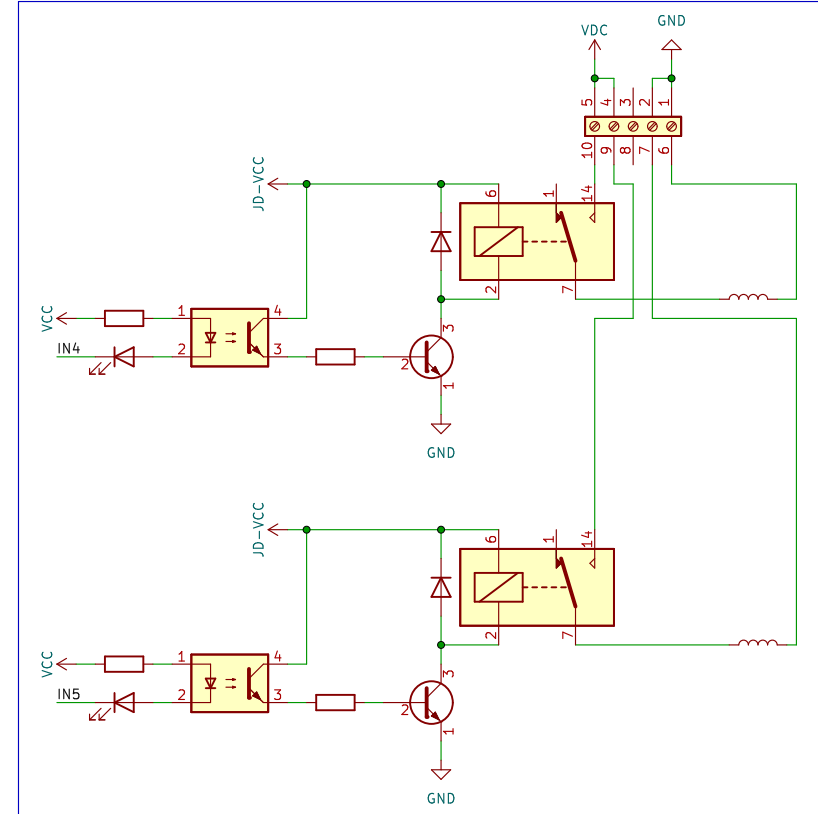 GND
VDC
5 4 3 2 1
10 9 8 7 6
JD-VCC
6 1 14
2 7
VCC 1 4
IN4 2 3
3
2
1
GND
JD-VCC
6 1 14
2 7
VCC 1 4
IN5 2 3
3
2
1
GND